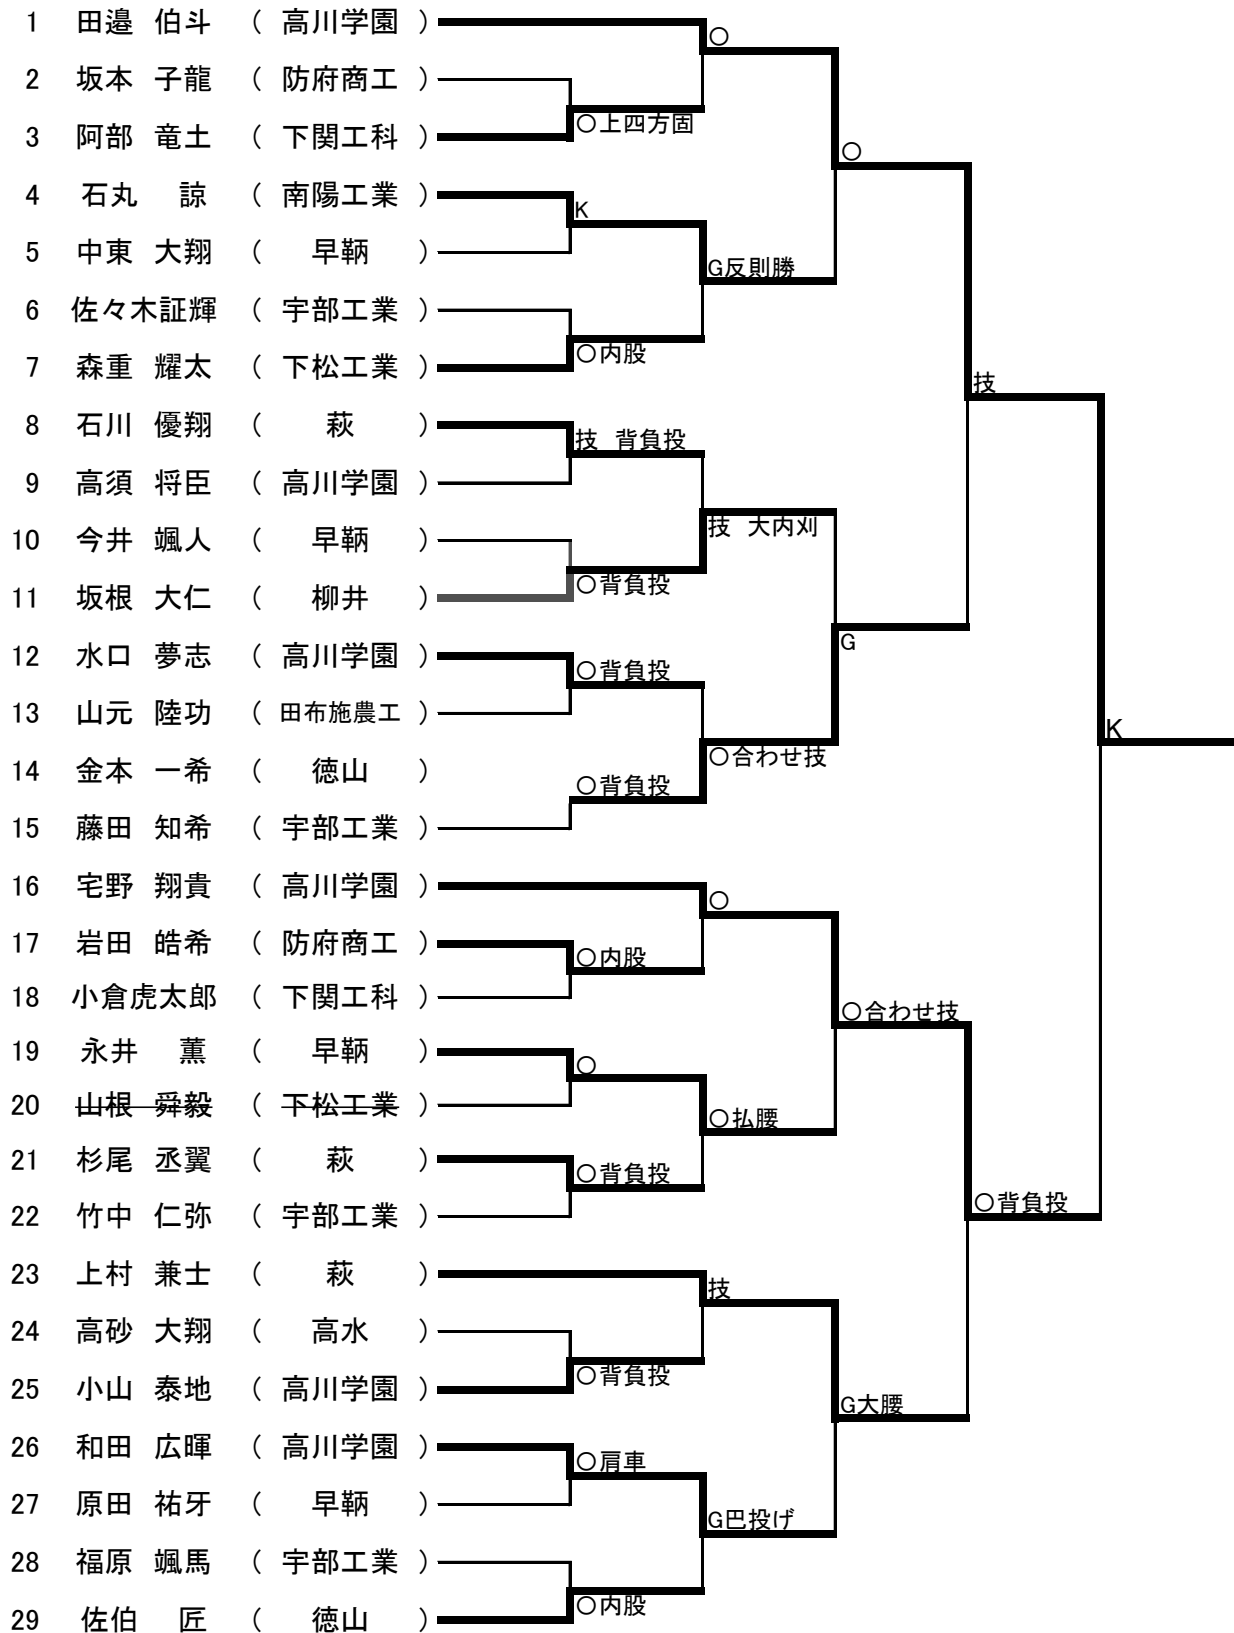 1 田邉 伯斗 ( 高川学園 )
○
2 坂本 子龍 ( 防府商工 )
○上四方固
3 阿部 竜土 ( 下関工科 )
○
4 石丸 諒 ( 南陽工業 )
K
5 中東 大翔 ( 早鞆 )
G反則勝
6 佐々木証輝 ( 宇部工業 )
○内股
7 森重 耀太 ( 下松工業 )
技
8 石川 優翔 ( 萩 )
技 背負投
9 高須 将臣 ( 高川学園 )
技 大内刈
10 今井 颯人 ( 早鞆 )
○背負投
11 坂根 大仁 ( 柳井 )
G
12 水口 夢志 ( 高川学園 )
○背負投
13 山元 陸功 ( 田布施農工 )
K
○合わせ技
14 金本 一希 ( 徳山 )
○背負投
15 藤田 知希 ( 宇部工業 )
16 宅野 翔貴 ( 高川学園 )
○
17 岩田 皓希 ( 防府商工 )
○内股
18 小倉虎太郎 ( 下関工科 )
○合わせ技
19 永井 薫 ( 早鞆 )
○
20 山根 舜毅 ( 下松工業 )
○払腰
21 杉尾 丞翼 ( 萩 )
○背負投
22 竹中 仁弥 ( 宇部工業 )
○背負投
23 上村 兼士 ( 萩 )
技
24 高砂 大翔 ( 高水 )
○背負投
25 小山 泰地 ( 高川学園 )
G大腰
26 和田 広暉 ( 高川学園 )
○肩車
27 原田 祐牙 ( 早鞆 )
G巴投げ
28 福原 颯馬 ( 宇部工業 )
○内股
29 佐伯 匠 ( 徳山 )